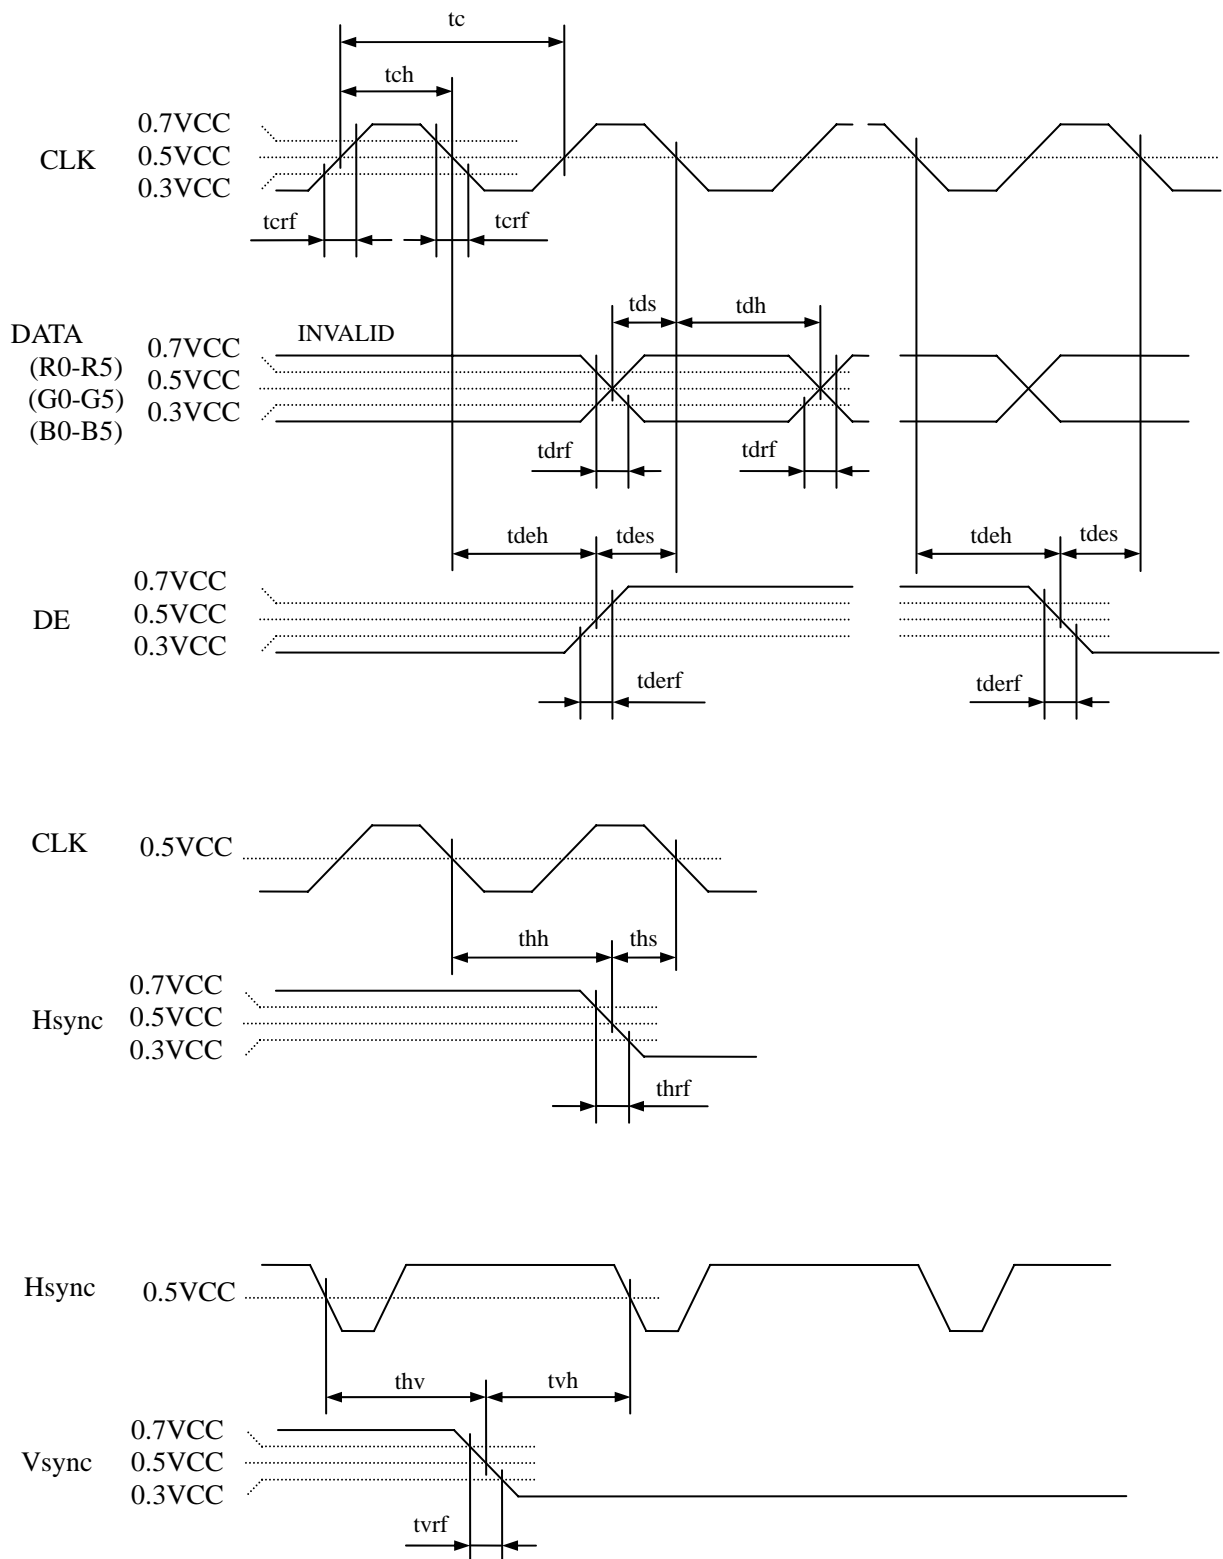 tc
tch
0.7VCC
CLK
0.5VCC
0.3VCC
tcrf
tcrf
tds
tdh
DATA
INVALID
0.7VCC
(R0-R5)
0.5VCC
(G0-G5)
0.3VCC
(B0-B5)
tdrf
tdrf
tdeh
tdes
tdeh
tdes
0.7VCC
DE
0.5VCC
0.3VCC
tderf
tderf
CLK
0.5VCC
thh
ths
0.7VCC
Hsync
0.5VCC
0.3VCC
thrf
Hsync
0.5VCC
thv
tvh
0.7VCC
Vsync
0.5VCC
0.3VCC
tvrf